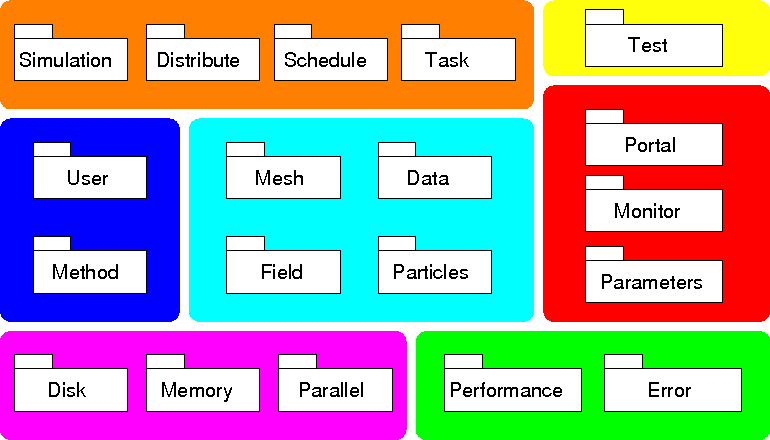 Simulation
Distribute
Schedule
Task
Test
User
Method
Mesh
Data
Field
Particles
Portal
Monitor
Parameters
Disk
Memory
Parallel
Performance
Error